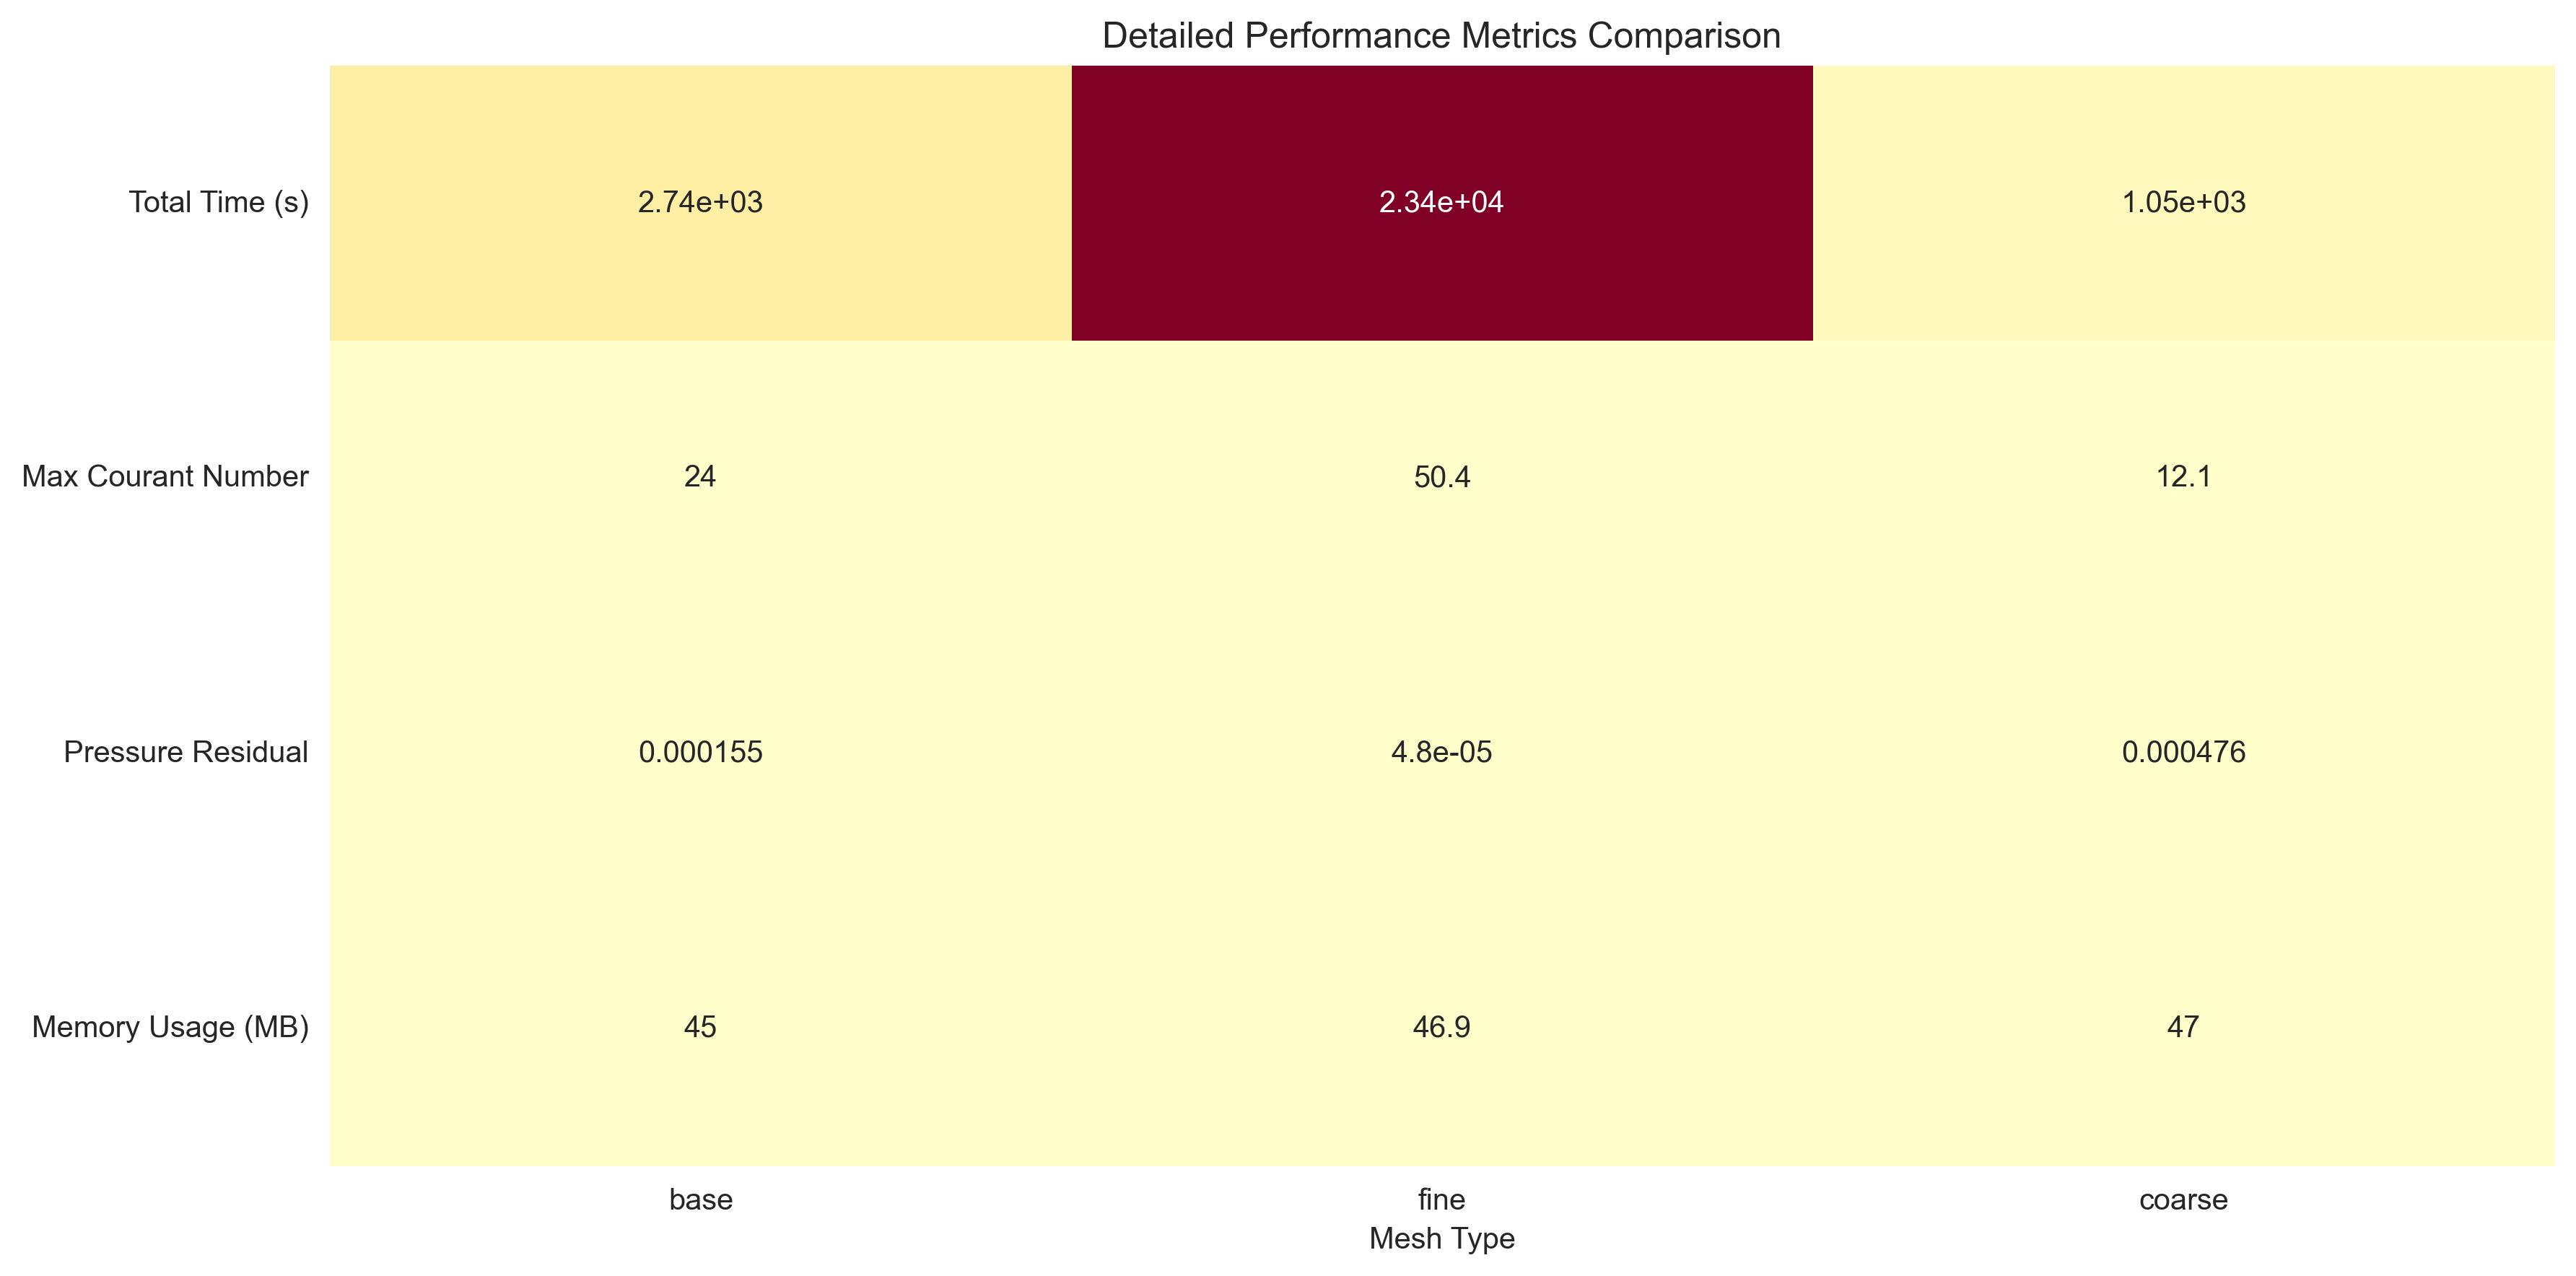 Detailed Performance Metrics Comparison
Total Time (s) 2.74e+03 2.34e+04 1.05e+03
Max Courant Number 24 50.4 12.1
Pressure Residual 0.000155 4.8e-05 0.000476
Memory Usage (MB) 45 46.9 47
base fine coarse
Mesh Type